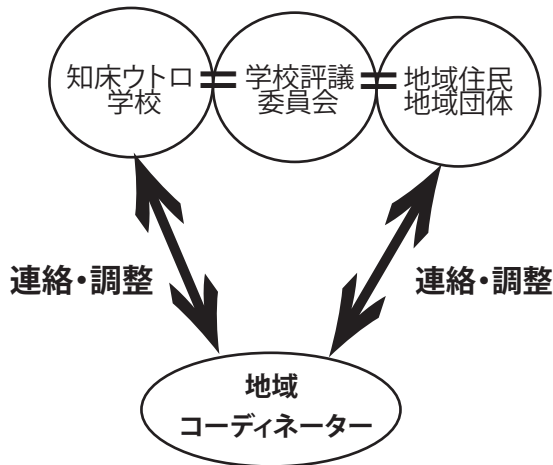 知床ウトロ
学校
学校評議
委員会
地域住民
地域団体
連絡・調整
連絡・調整
地域
コーディネーター